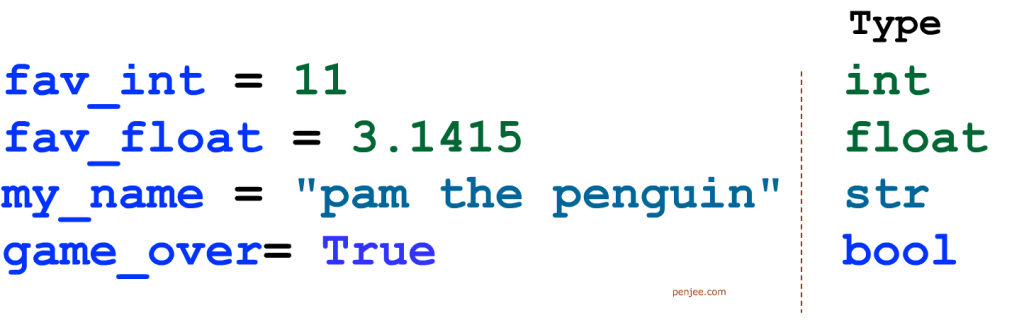 Type
fav_int = 11 int
fav_float = 3.1415 float
my_name = "pam the penguin" str
game_over= True bool
penjee.com